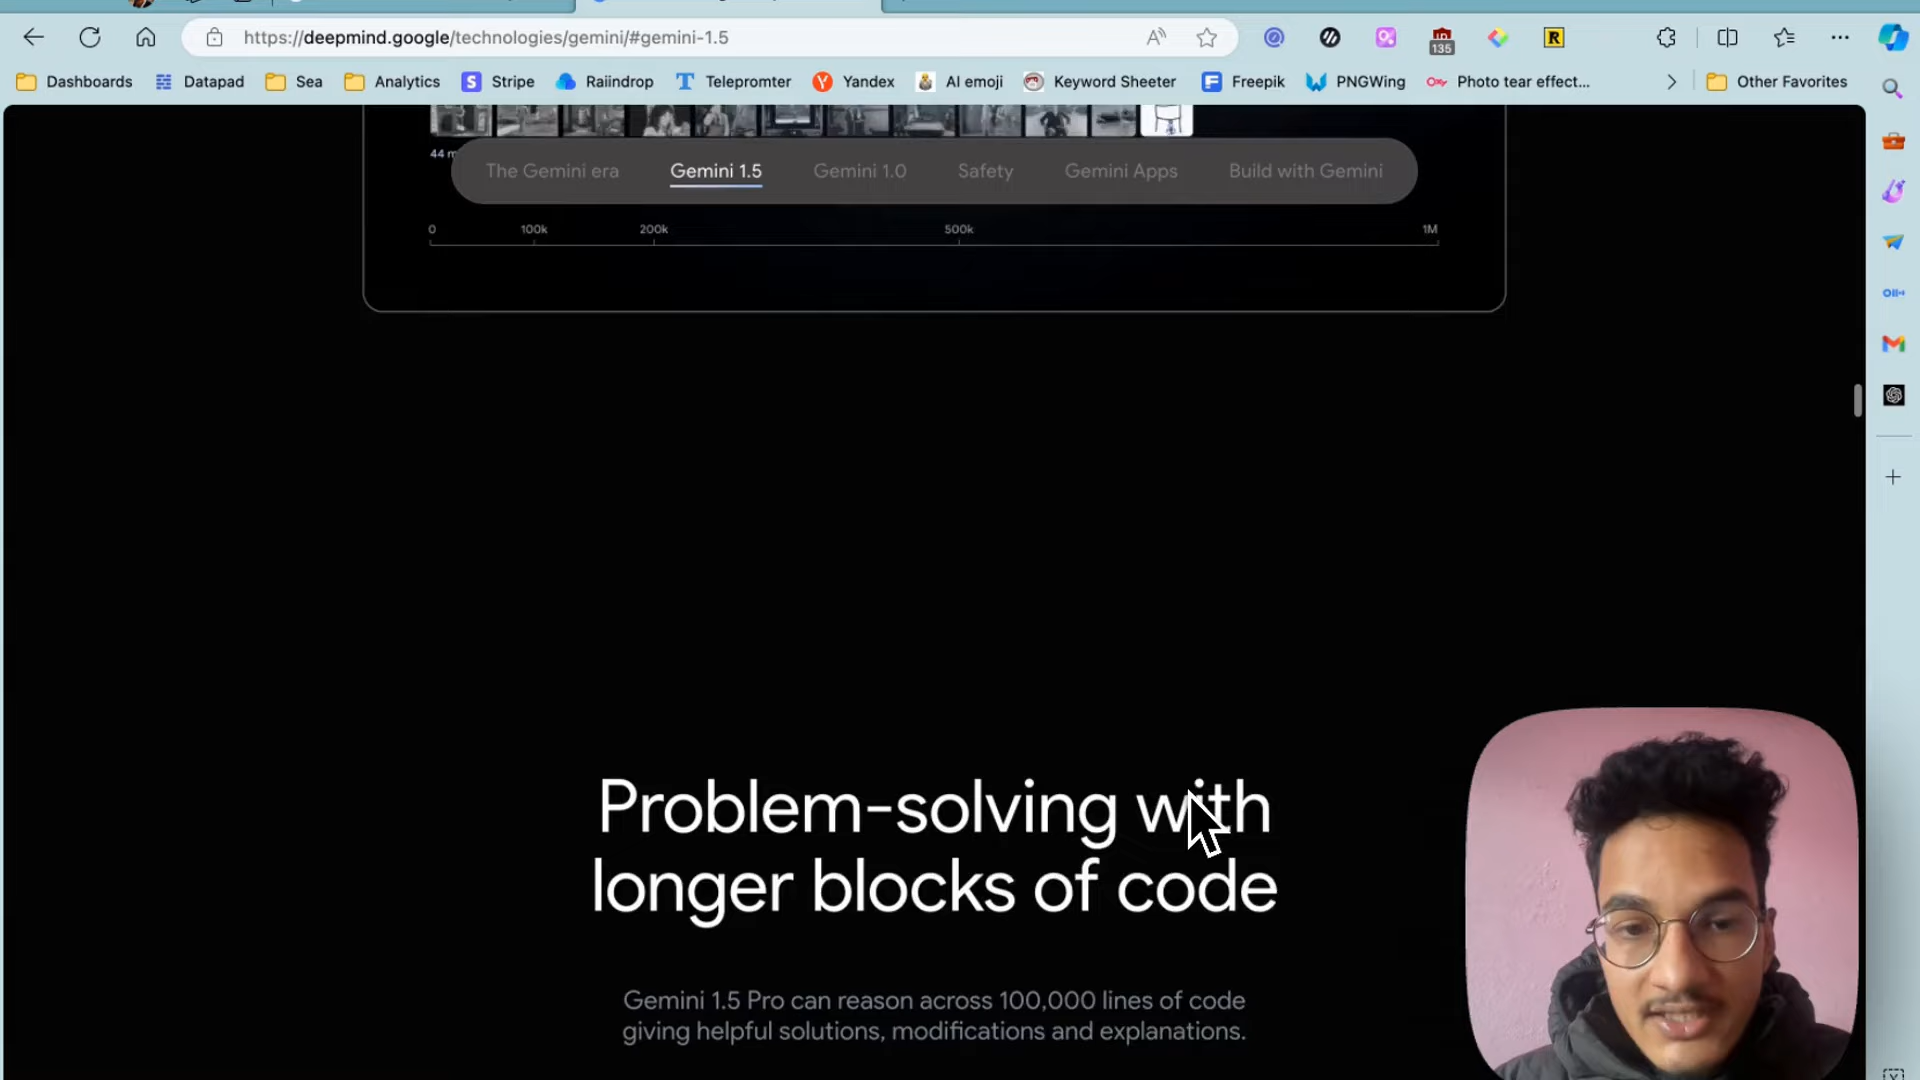 https://deepmind.google/technologies/gemini/#gemini-1.5
135
R
Dashboards Datapad Sea Analytics Stripe Raiindrop Telepromter Yandex AI emoji Keyword Sheeter Freepik PNGWing Photo tear effect... Other Favorites
44 m
The Gemini era Gemini 1.5 Gemini 1.0 Safety Gemini Apps Build with Gemini
0 100k 200k 500k 1M
Problem-solving with
longer blocks of code
Gemini 1.5 Pro can reason across 100,000 lines of code
giving helpful solutions, modifications and explanations.